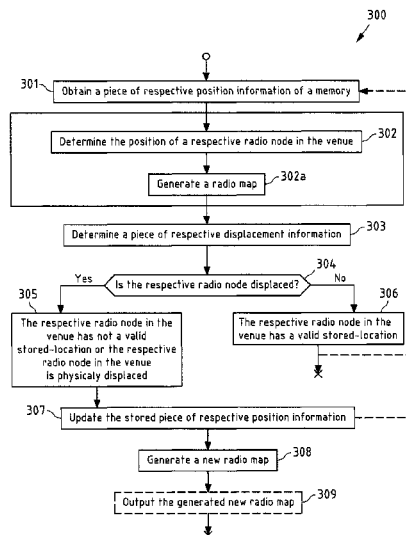 300
301
Obtain a piece of respective position information of a memory
Determine the position of a respective radio node in the venue
302
Generate a radio map
302a
303
Determine a piece of respective displacement information
304
Yes
Is the respective radio node displaced?
No
305
306
The respective radio node in the
venue has not a valid
stored-location or the respective
radio node in the venue
is physicaly displaced
The respective radio node in the
venue has a valid stored-location
307
Update the stored piece of respective position information
308
Generate a new radio map
309
Output the generated new radio map